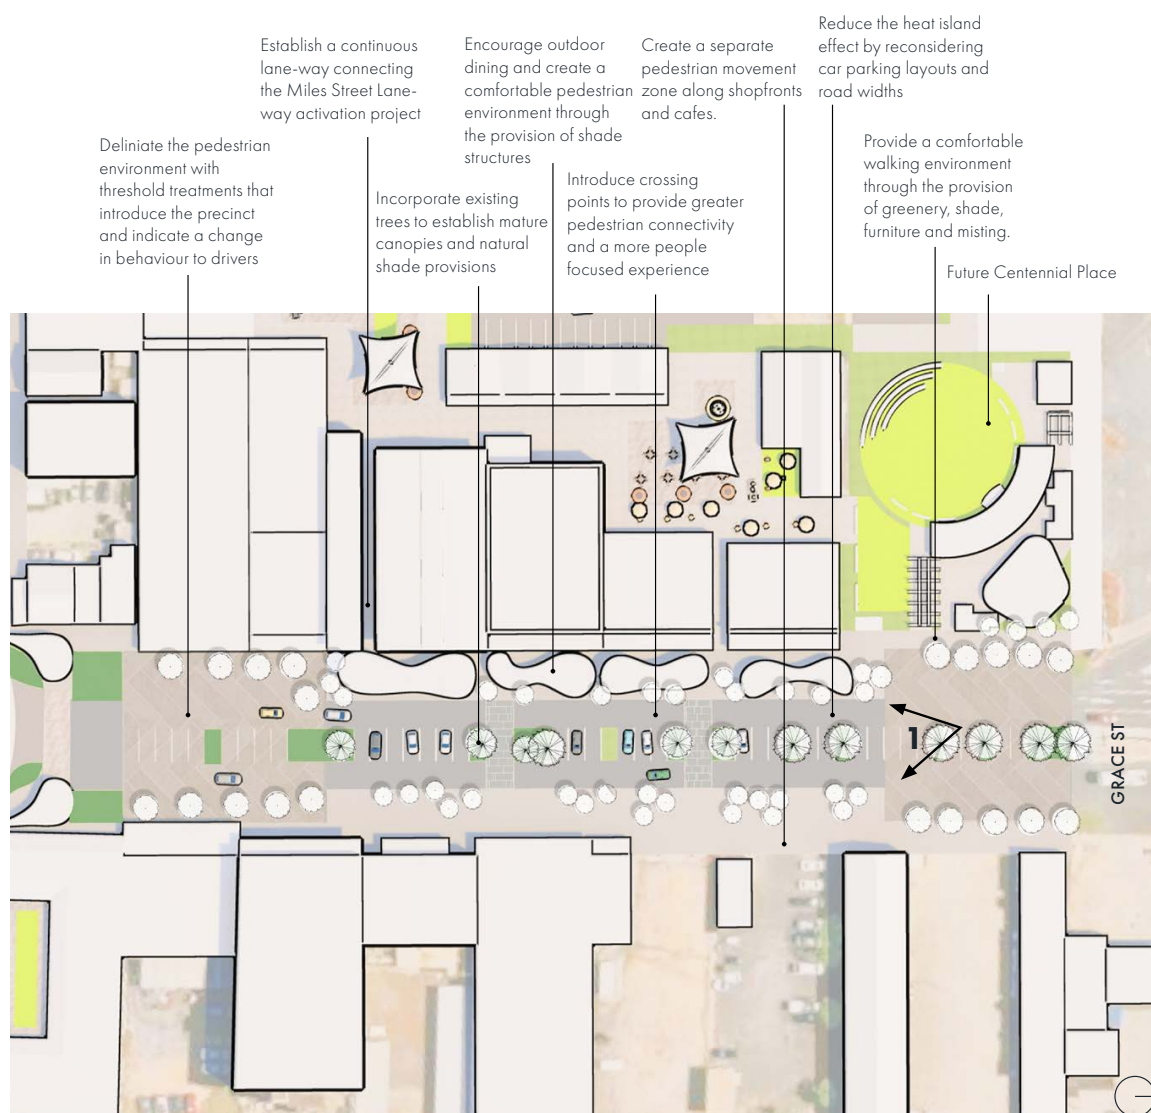 Establish a continuous
lane-way connecting
the Miles Street Lane-
way activation project
Encourage outdoor
dining and create a
comfortable pedestrian
environment through
the provision of shade
structures
Create a separate
pedestrian movement
zone along shopfronts
and cafes.
Reduce the heat island
effect by reconsidering
car parking layouts and
road widths
Deliniate the pedestrian
environment with
threshold treatments that
introduce the precinct
and indicate a change
in behaviour to drivers
Incorporate existing
trees to establish mature
canopies and natural
shade provisions
Introduce crossing
points to provide greater
pedestrian connectivity
and a more people
focused experience
Provide a comfortable
walking environment
through the provision
of greenery, shade,
furniture and misting.
Future Centennial Place
1
GRACE ST